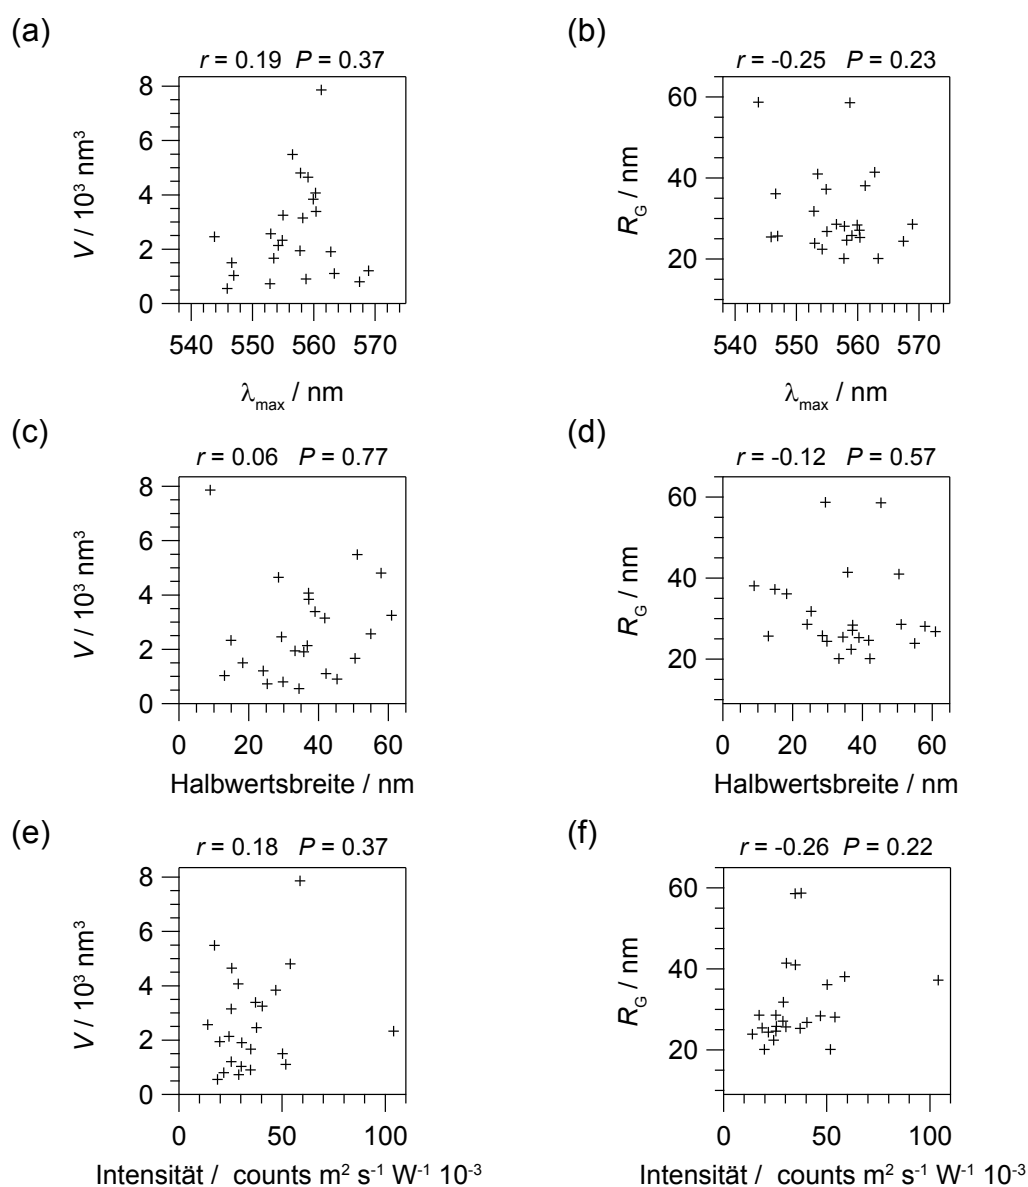 (a)
r = 0.19 P = 0.37
V / 10³ nm³
8
6
4
2
0
540 550 560 570
λmax / nm
(b)
r = -0.25 P = 0.23
RG / nm
60
40
20
540 550 560 570
λmax / nm
(c)
r = 0.06 P = 0.77
V / 10³ nm³
8
6
4
2
0
0 20 40 60
Halbwertsbreite / nm
(d)
r = -0.12 P = 0.57
RG / nm
60
40
20
0 20 40 60
Halbwertsbreite / nm
(e)
r = 0.18 P = 0.37
V / 10³ nm³
8
6
4
2
0
0 50 100
Intensität / counts m² s⁻¹ W⁻¹ 10⁻³
(f)
r = -0.26 P = 0.22
RG / nm
60
40
20
0 50 100
Intensität / counts m² s⁻¹ W⁻¹ 10⁻³